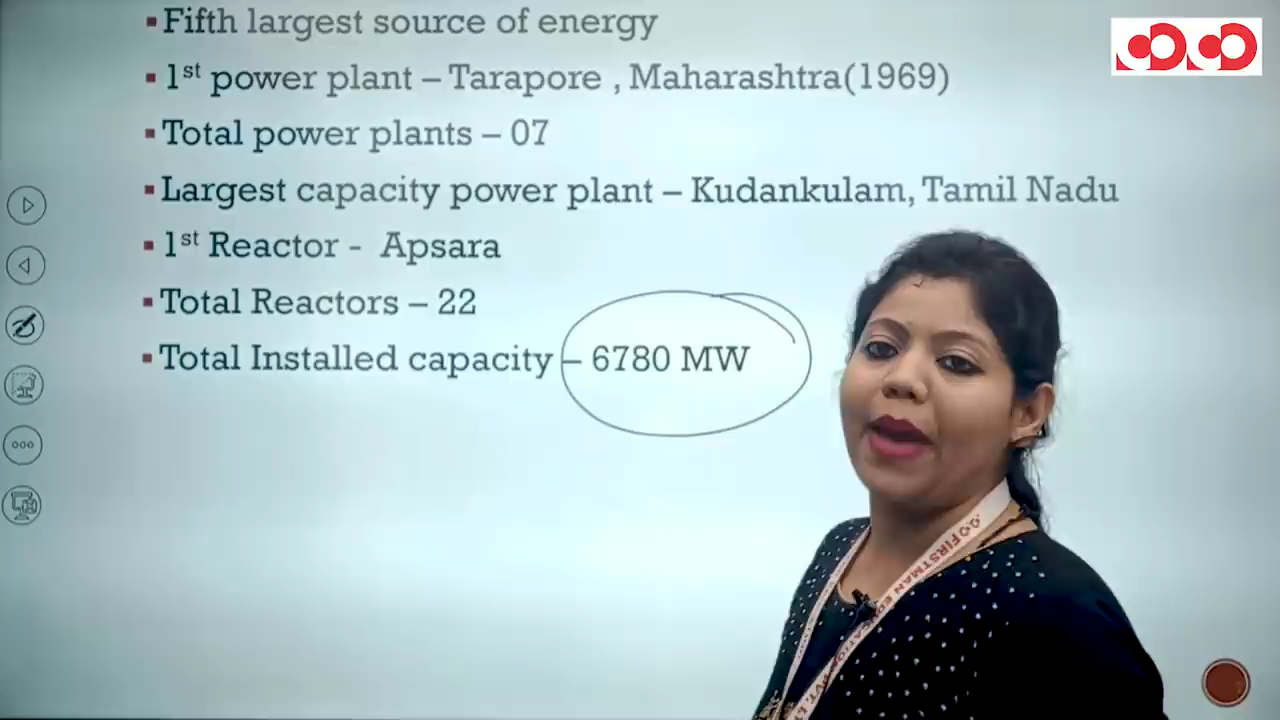 ▪Fifth largest source of energy
▪1st power plant – Tarapore , Maharashtra(1969)
▪Total power plants – 07
▪Largest capacity power plant – Kudankulam, Tamil Nadu
▪1st Reactor - Apsara
▪Total Reactors – 22
▪Total Installed capacity – 6780 MW
FIRSTMAN